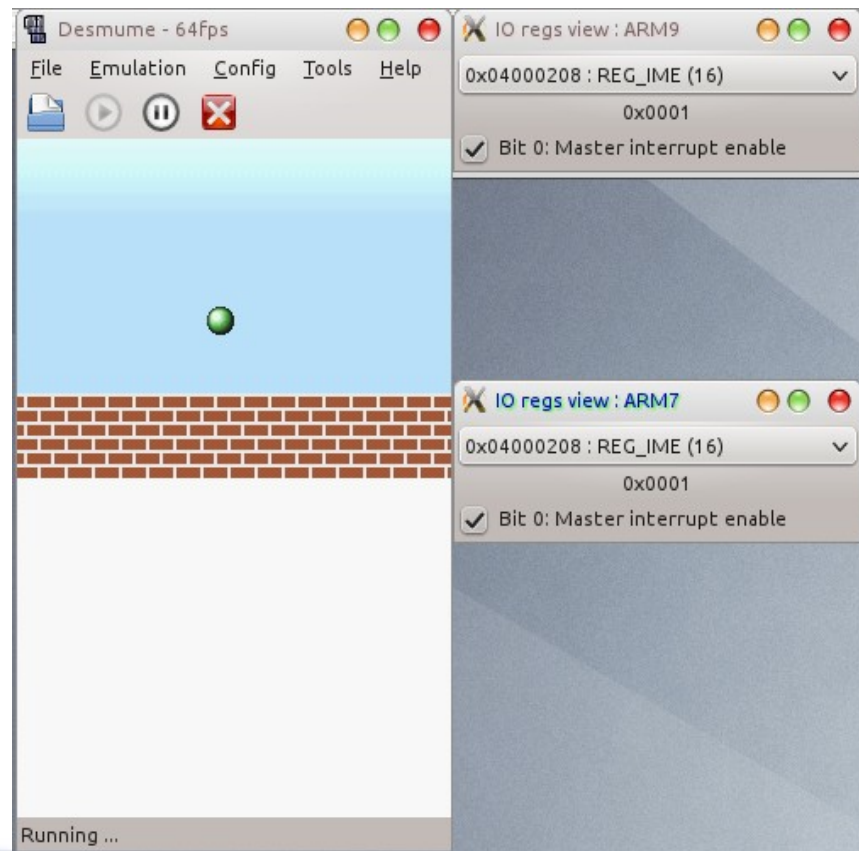 Desmume - 64fps
File Emulation Config Tools Help
Running ...
IO regs view : ARM9
0x04000208 : REG_IME (16)
0x0001
Bit 0: Master interrupt enable
IO regs view : ARM7
0x04000208 : REG_IME (16)
0x0001
Bit 0: Master interrupt enable